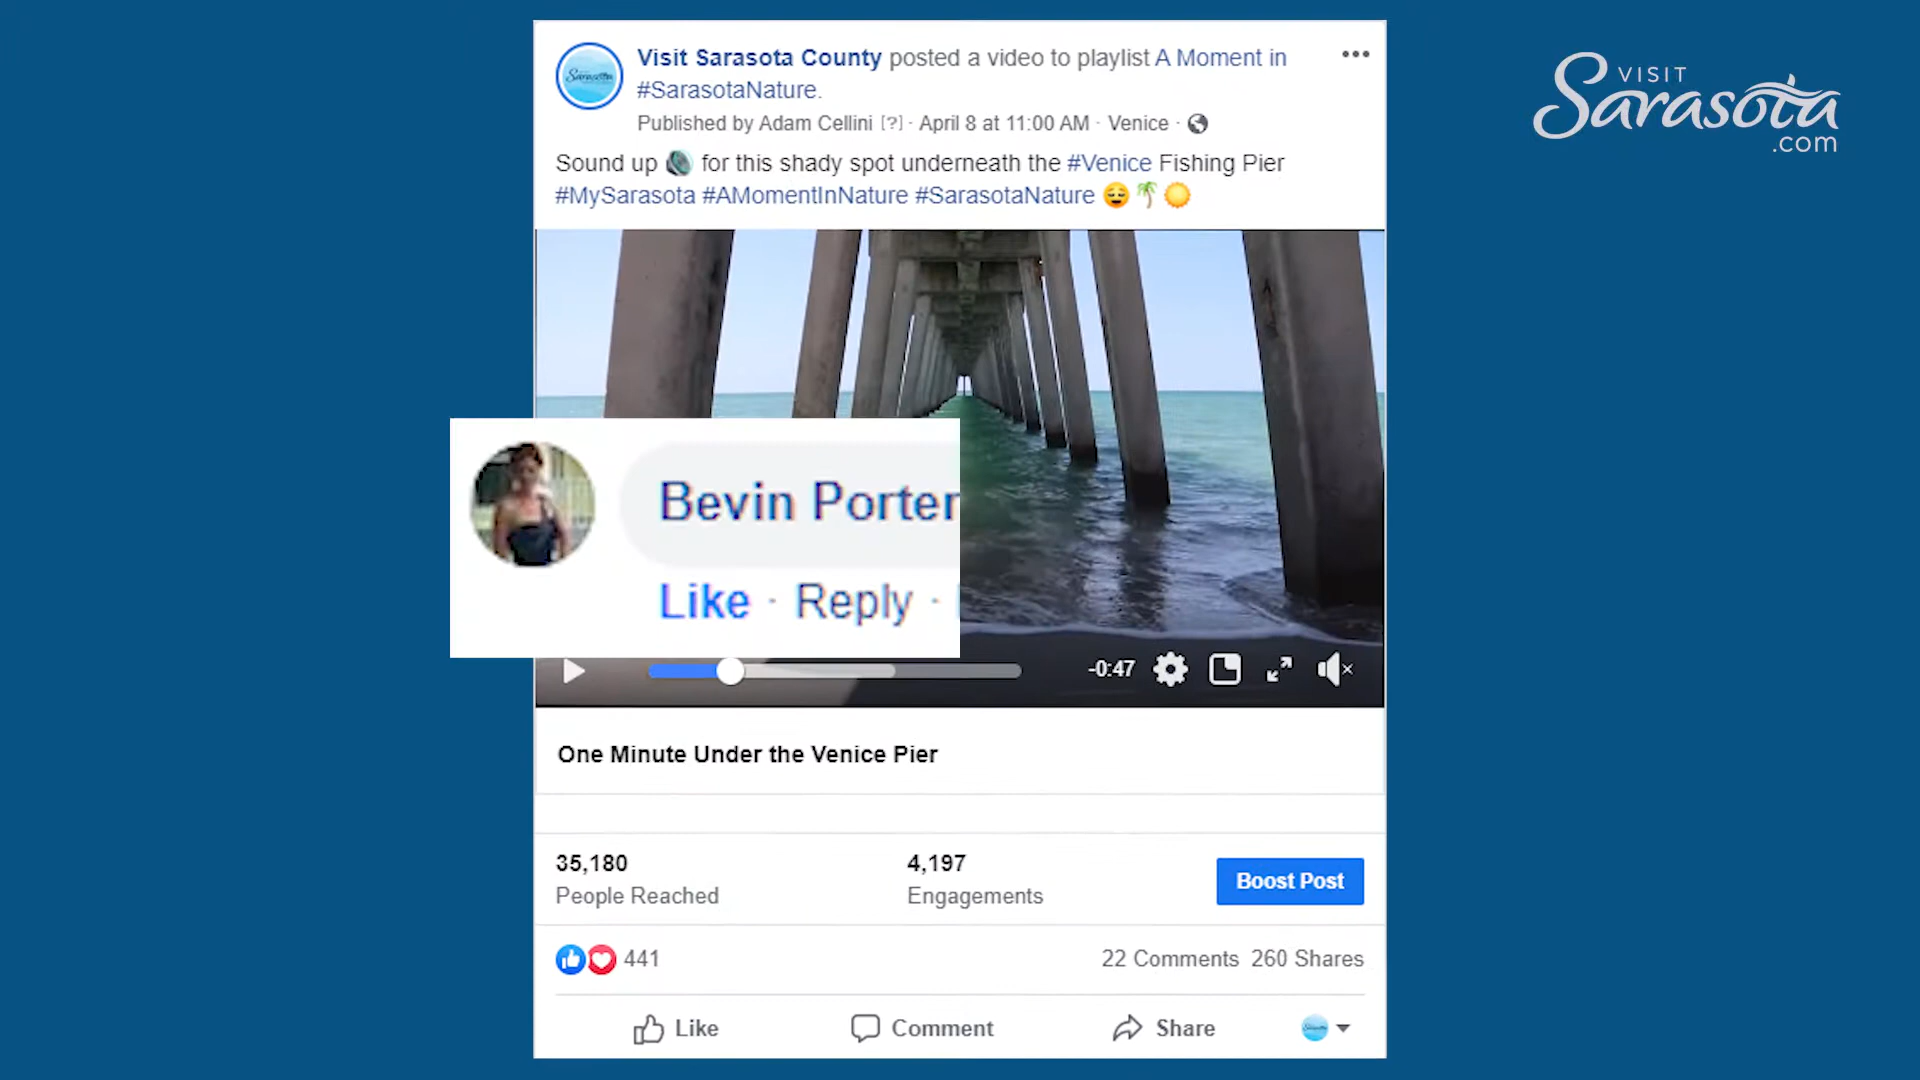 Visit Sarasota County posted a video to playlist A Moment in
#SarasotaNature.
Published by Adam Cellini [?] · April 8 at 11:00 AM · Venice ·
Sound up 🔊 for this shady spot underneath the #Venice Fishing Pier
#MySarasota #AMomentInNature #SarasotaNature 😌🌴☀️
VISIT
Sarasota
.com
Sarasota
Bevin Porter
Like · Reply ·
-0:47
One Minute Under the Venice Pier
35,180
People Reached
4,197
Engagements
Boost Post
441
22 Comments 260 Shares
Like
Comment
Share